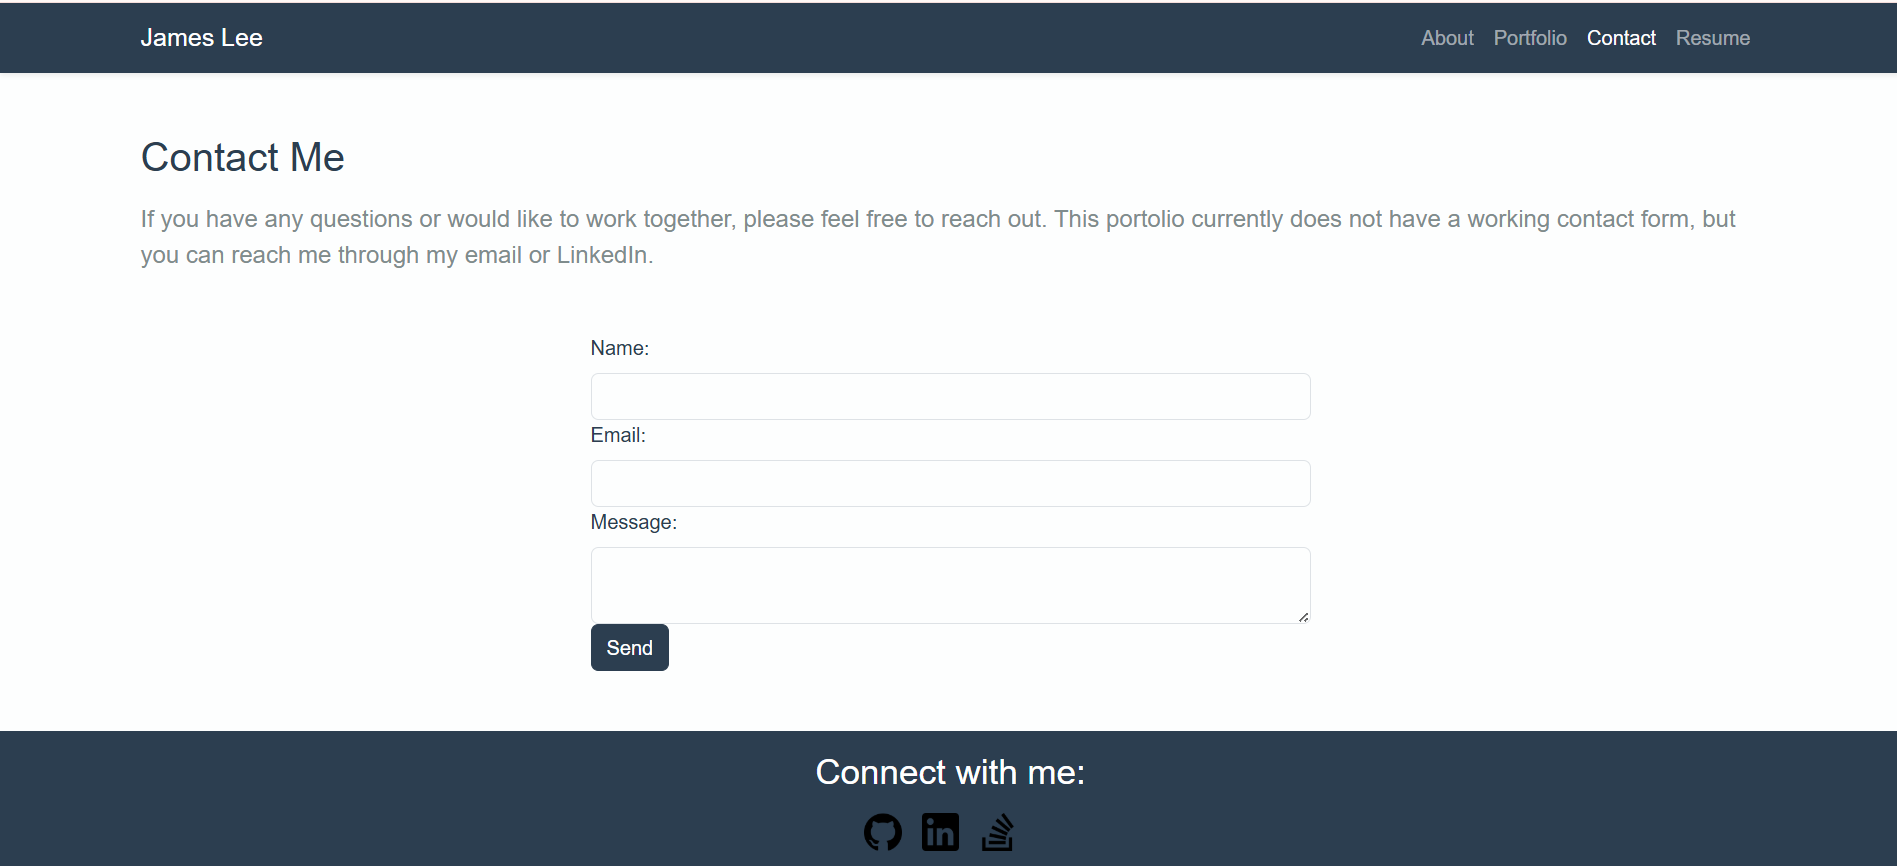 James Lee
About Portfolio Contact Resume
Contact Me
If you have any questions or would like to work together, please feel free to reach out. This portolio currently does not have a working contact form, but
you can reach me through my email or LinkedIn.
Name:
Email:
Message:
Send
Connect with me:
in